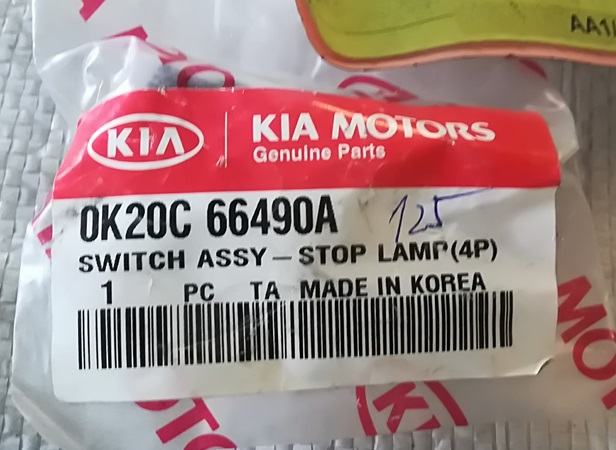 AA1
KIA
KIA MOTORS
Genuine Parts
0K20C 66490A 125
SWITCH ASSY-STOP LAMP(4P)
1 PC TA MADE IN KOREA